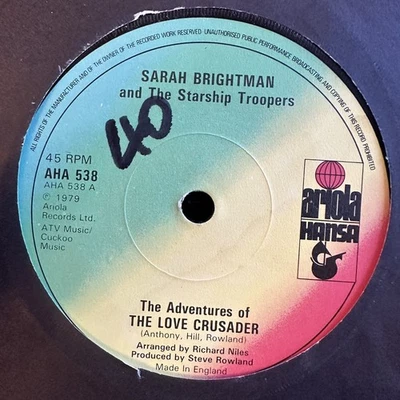 ALL RIGHTS OF THE MANUFACTURER AND OF THE OWNER OF THE RECORDED WORK RESERVED UNAUTHORISED PUBLIC PERFORMANCE BROADCASTING AND COPYING OF THIS RECORD PROHIBITED
SARAH BRIGHTMAN
and The Starship Troopers
40
45 RPM
AHA 538
AHA 538 A
℗ 1979
Ariola
Records Ltd.
ATV Music/
Cuckoo
Music
ariola
HANSA
The Adventures of
THE LOVE CRUSADER
(Anthony, Hill, Rowland)
Arranged by Richard Niles
Produced by Steve Rowland
Made in England